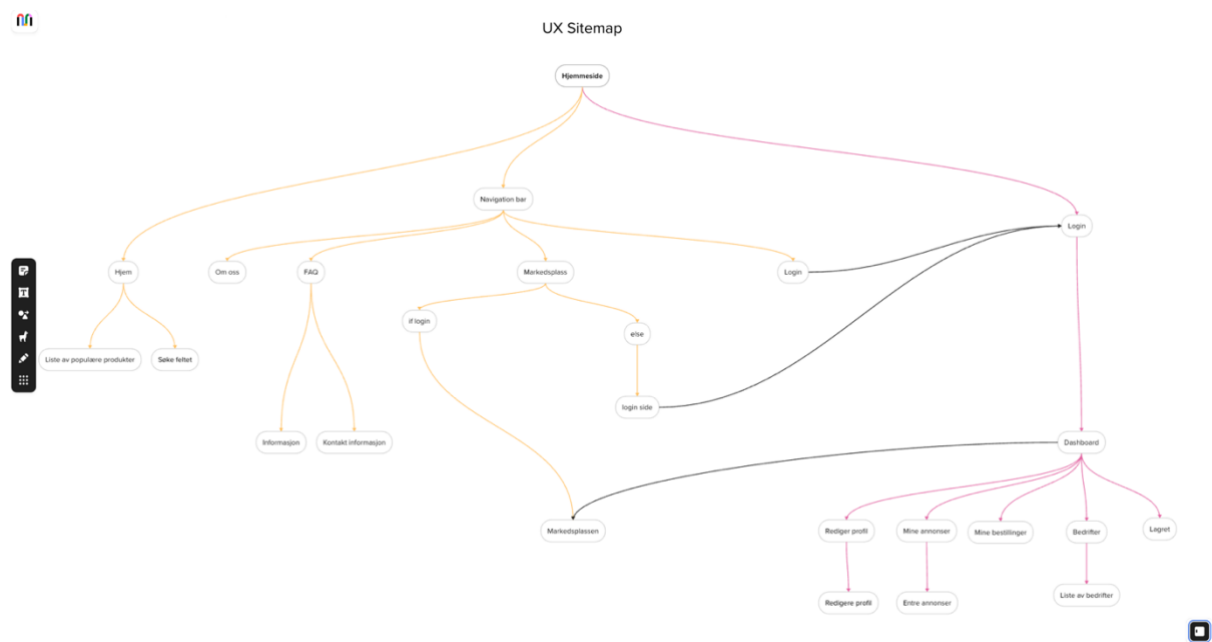 UX Sitemap
Hjemmeside
Navigation bar
Login
Hjem
Om oss
FAQ
Markedsplass
Login
if login
else
Liste av populære produkter
Søke feltet
login side
Informasjon
Kontakt informasjon
Dashboard
Markedsplassen
Rediger profil
Mine annonser
Mine bestillinger
Bedrifter
Lagret
Redigere profil
Entre annonser
Liste av bedrifter